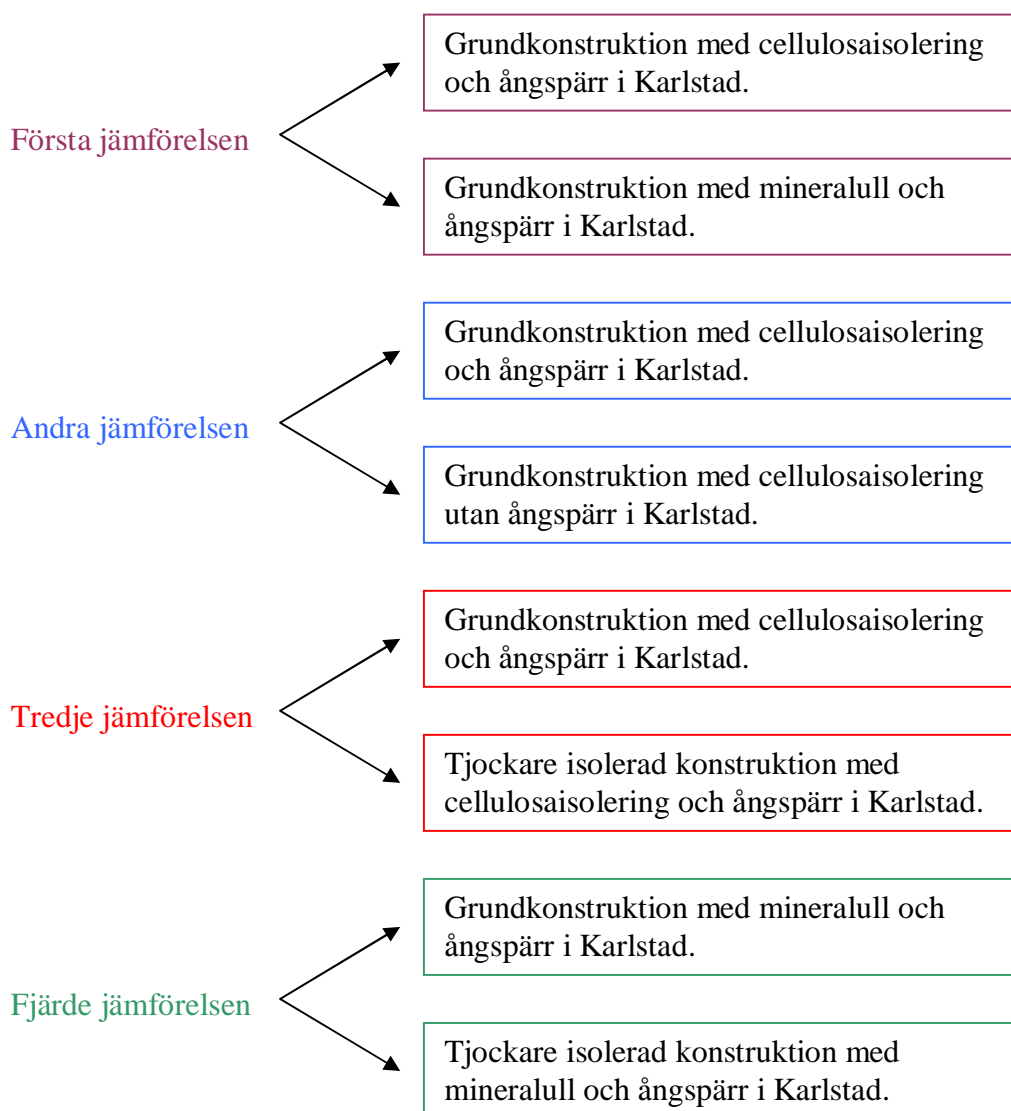 Första jämförelsen
Grundkonstruktion med cellulosaisolering
och ångspärr i Karlstad.
Grundkonstruktion med mineralull och
ångspärr i Karlstad.
Andra jämförelsen
Grundkonstruktion med cellulosaisolering
och ångspärr i Karlstad.
Grundkonstruktion med cellulosaisolering
utan ångspärr i Karlstad.
Tredje jämförelsen
Grundkonstruktion med cellulosaisolering
och ångspärr i Karlstad.
Tjockare isolerad konstruktion med
cellulosaisolering och ångspärr i Karlstad.
Fjärde jämförelsen
Grundkonstruktion med mineralull och
ångspärr i Karlstad.
Tjockare isolerad konstruktion med
mineralull och ångspärr i Karlstad.